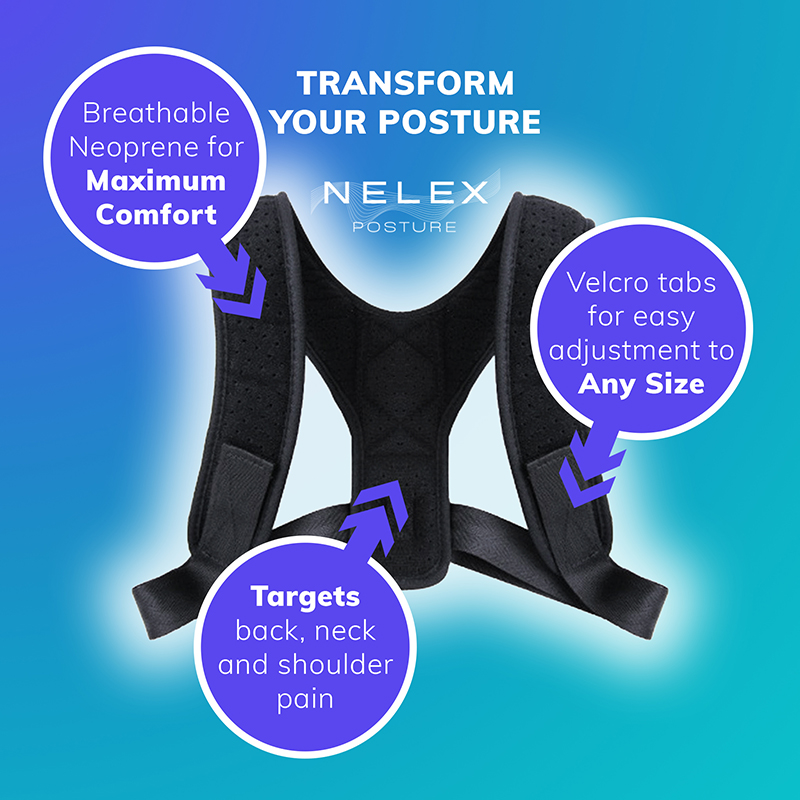 TRANSFORM
YOUR POSTURE
NELEX
POSTURE
Breathable
Neoprene for
Maximum
Comfort
Velcro tabs
for easy
adjustment to
Any Size
Targets
back, neck
and shoulder
pain